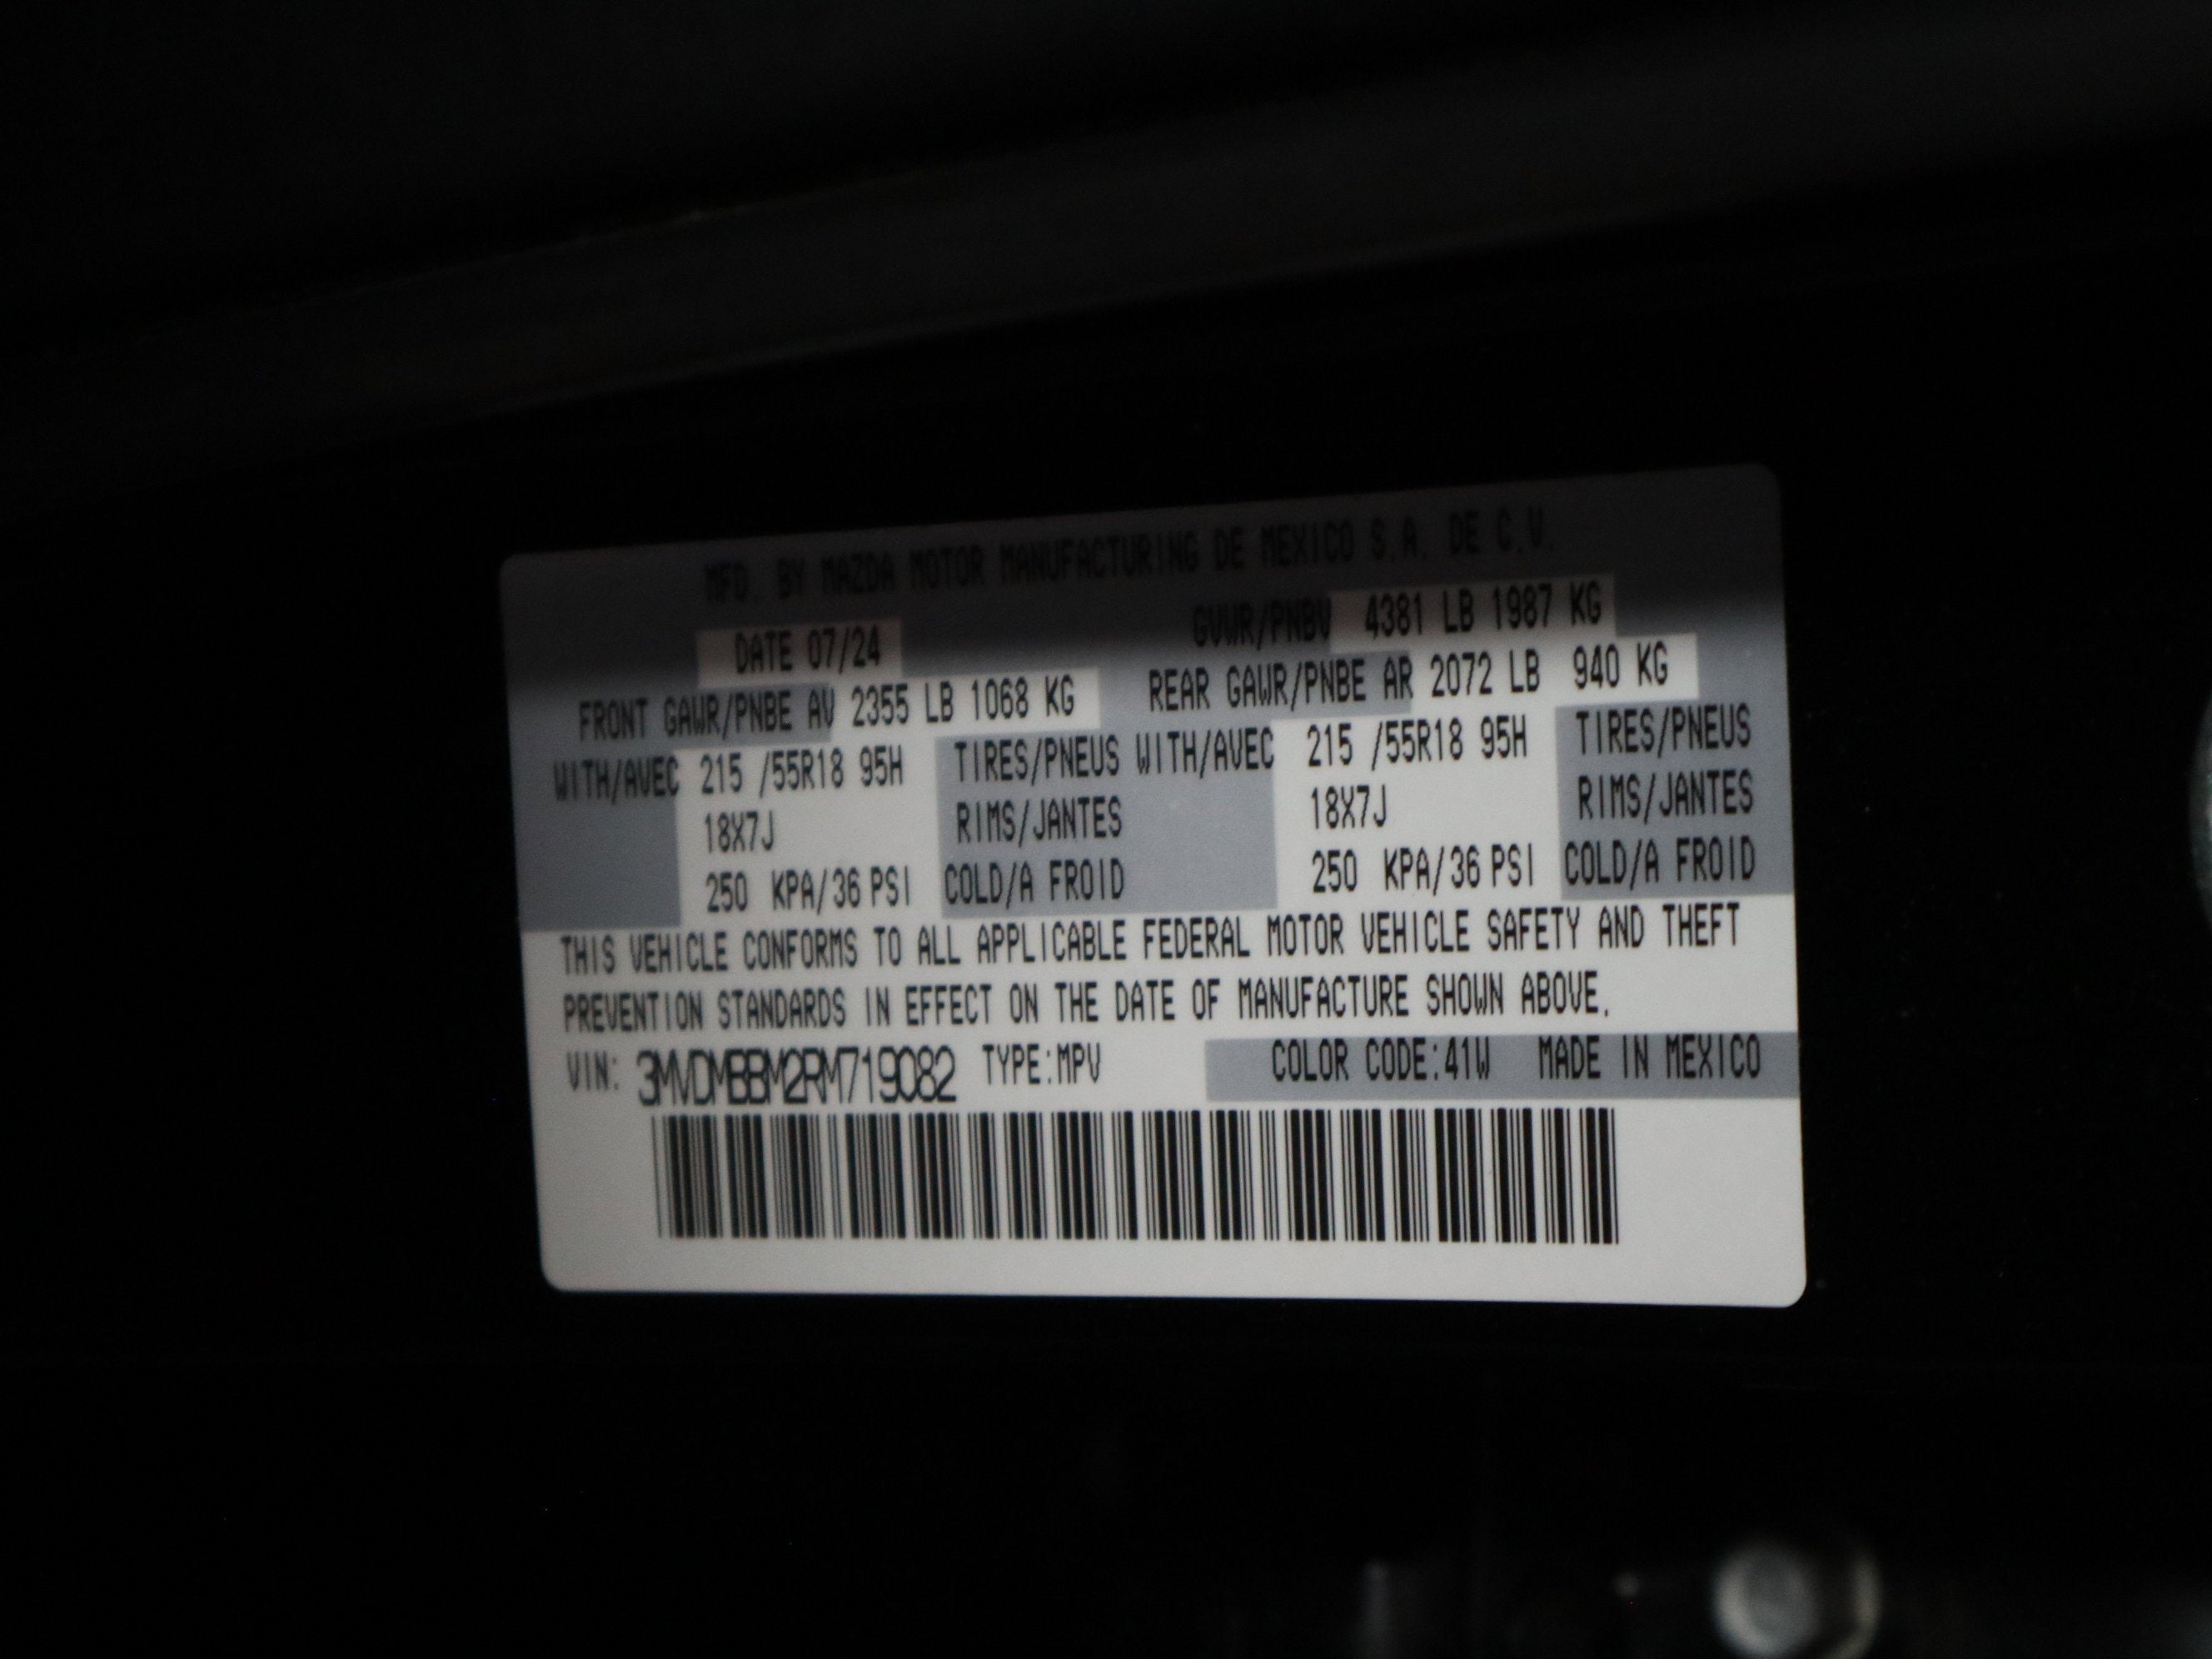 MFD. BY MAZDA MOTOR MANUFACTURING DE MEXICO S.A. DE C.V.
DATE 07/24 GVWR/PNBV 4381 LB 1987 KG
FRONT GAWR/PNBE AV 2355 LB 1068 KG REAR GAWR/PNBE AR 2072 LB 940 KG
WITH/AVEC 215 /55R18 95H TIRES/PNEUS WITH/AVEC 215 /55R18 95H TIRES/PNEUS
18X7J RIMS/JANTES 18X7J RIMS/JANTES
250 KPA/36 PSI COLD/A FROID 250 KPA/36 PSI COLD/A FROID
THIS VEHICLE CONFORMS TO ALL APPLICABLE FEDERAL MOTOR VEHICLE SAFETY AND THEFT
PREVENTION STANDARDS IN EFFECT ON THE DATE OF MANUFACTURE SHOWN ABOVE.
VIN: 3MVDMBBM2RM719082 TYPE:MPV COLOR CODE:41W MADE IN MEXICO